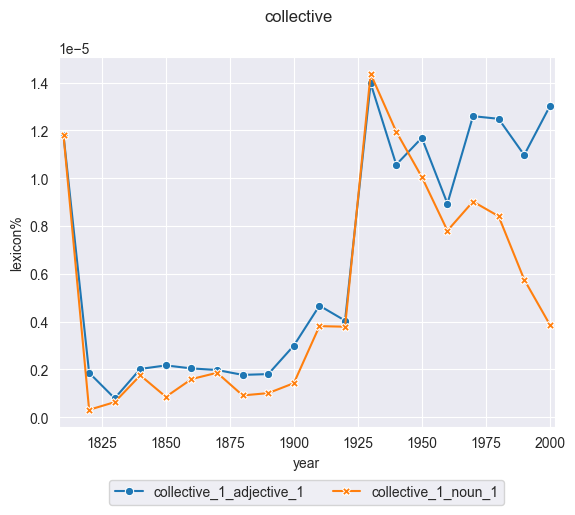 collective
1e−5
1.4
1.2
1.0
0.8
0.6
0.4
0.2
0.0
lexicon%
1825 1850 1875 1900 1925 1950 1975 2000
year
collective_1_adjective_1 collective_1_noun_1